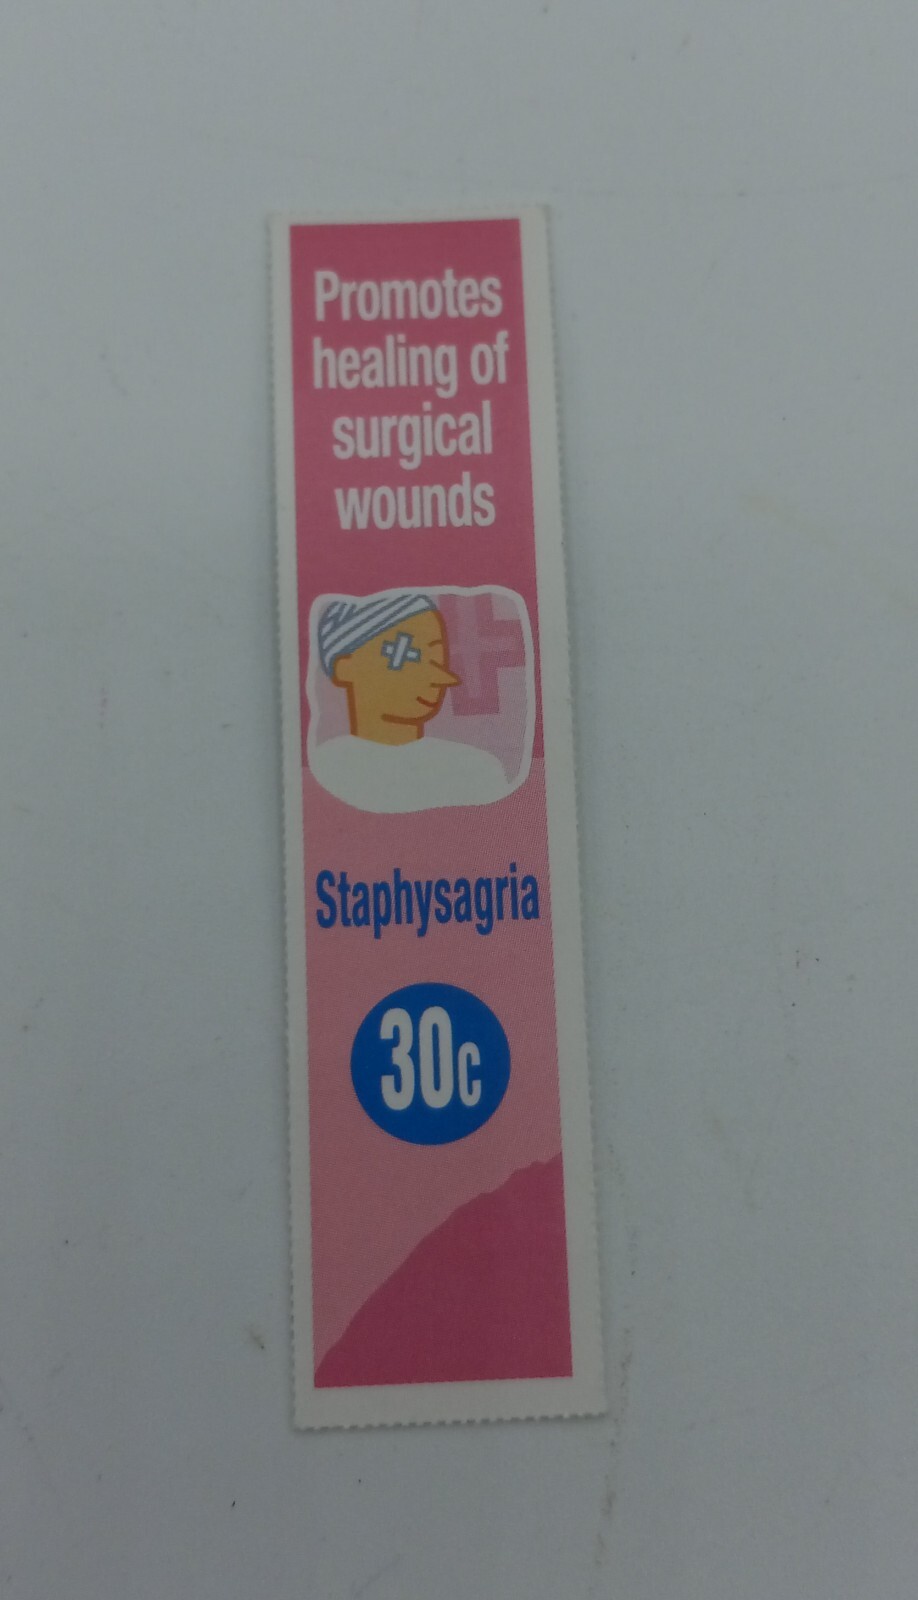 Promotes
healing of
surgical
wounds
Staphysagria
30c